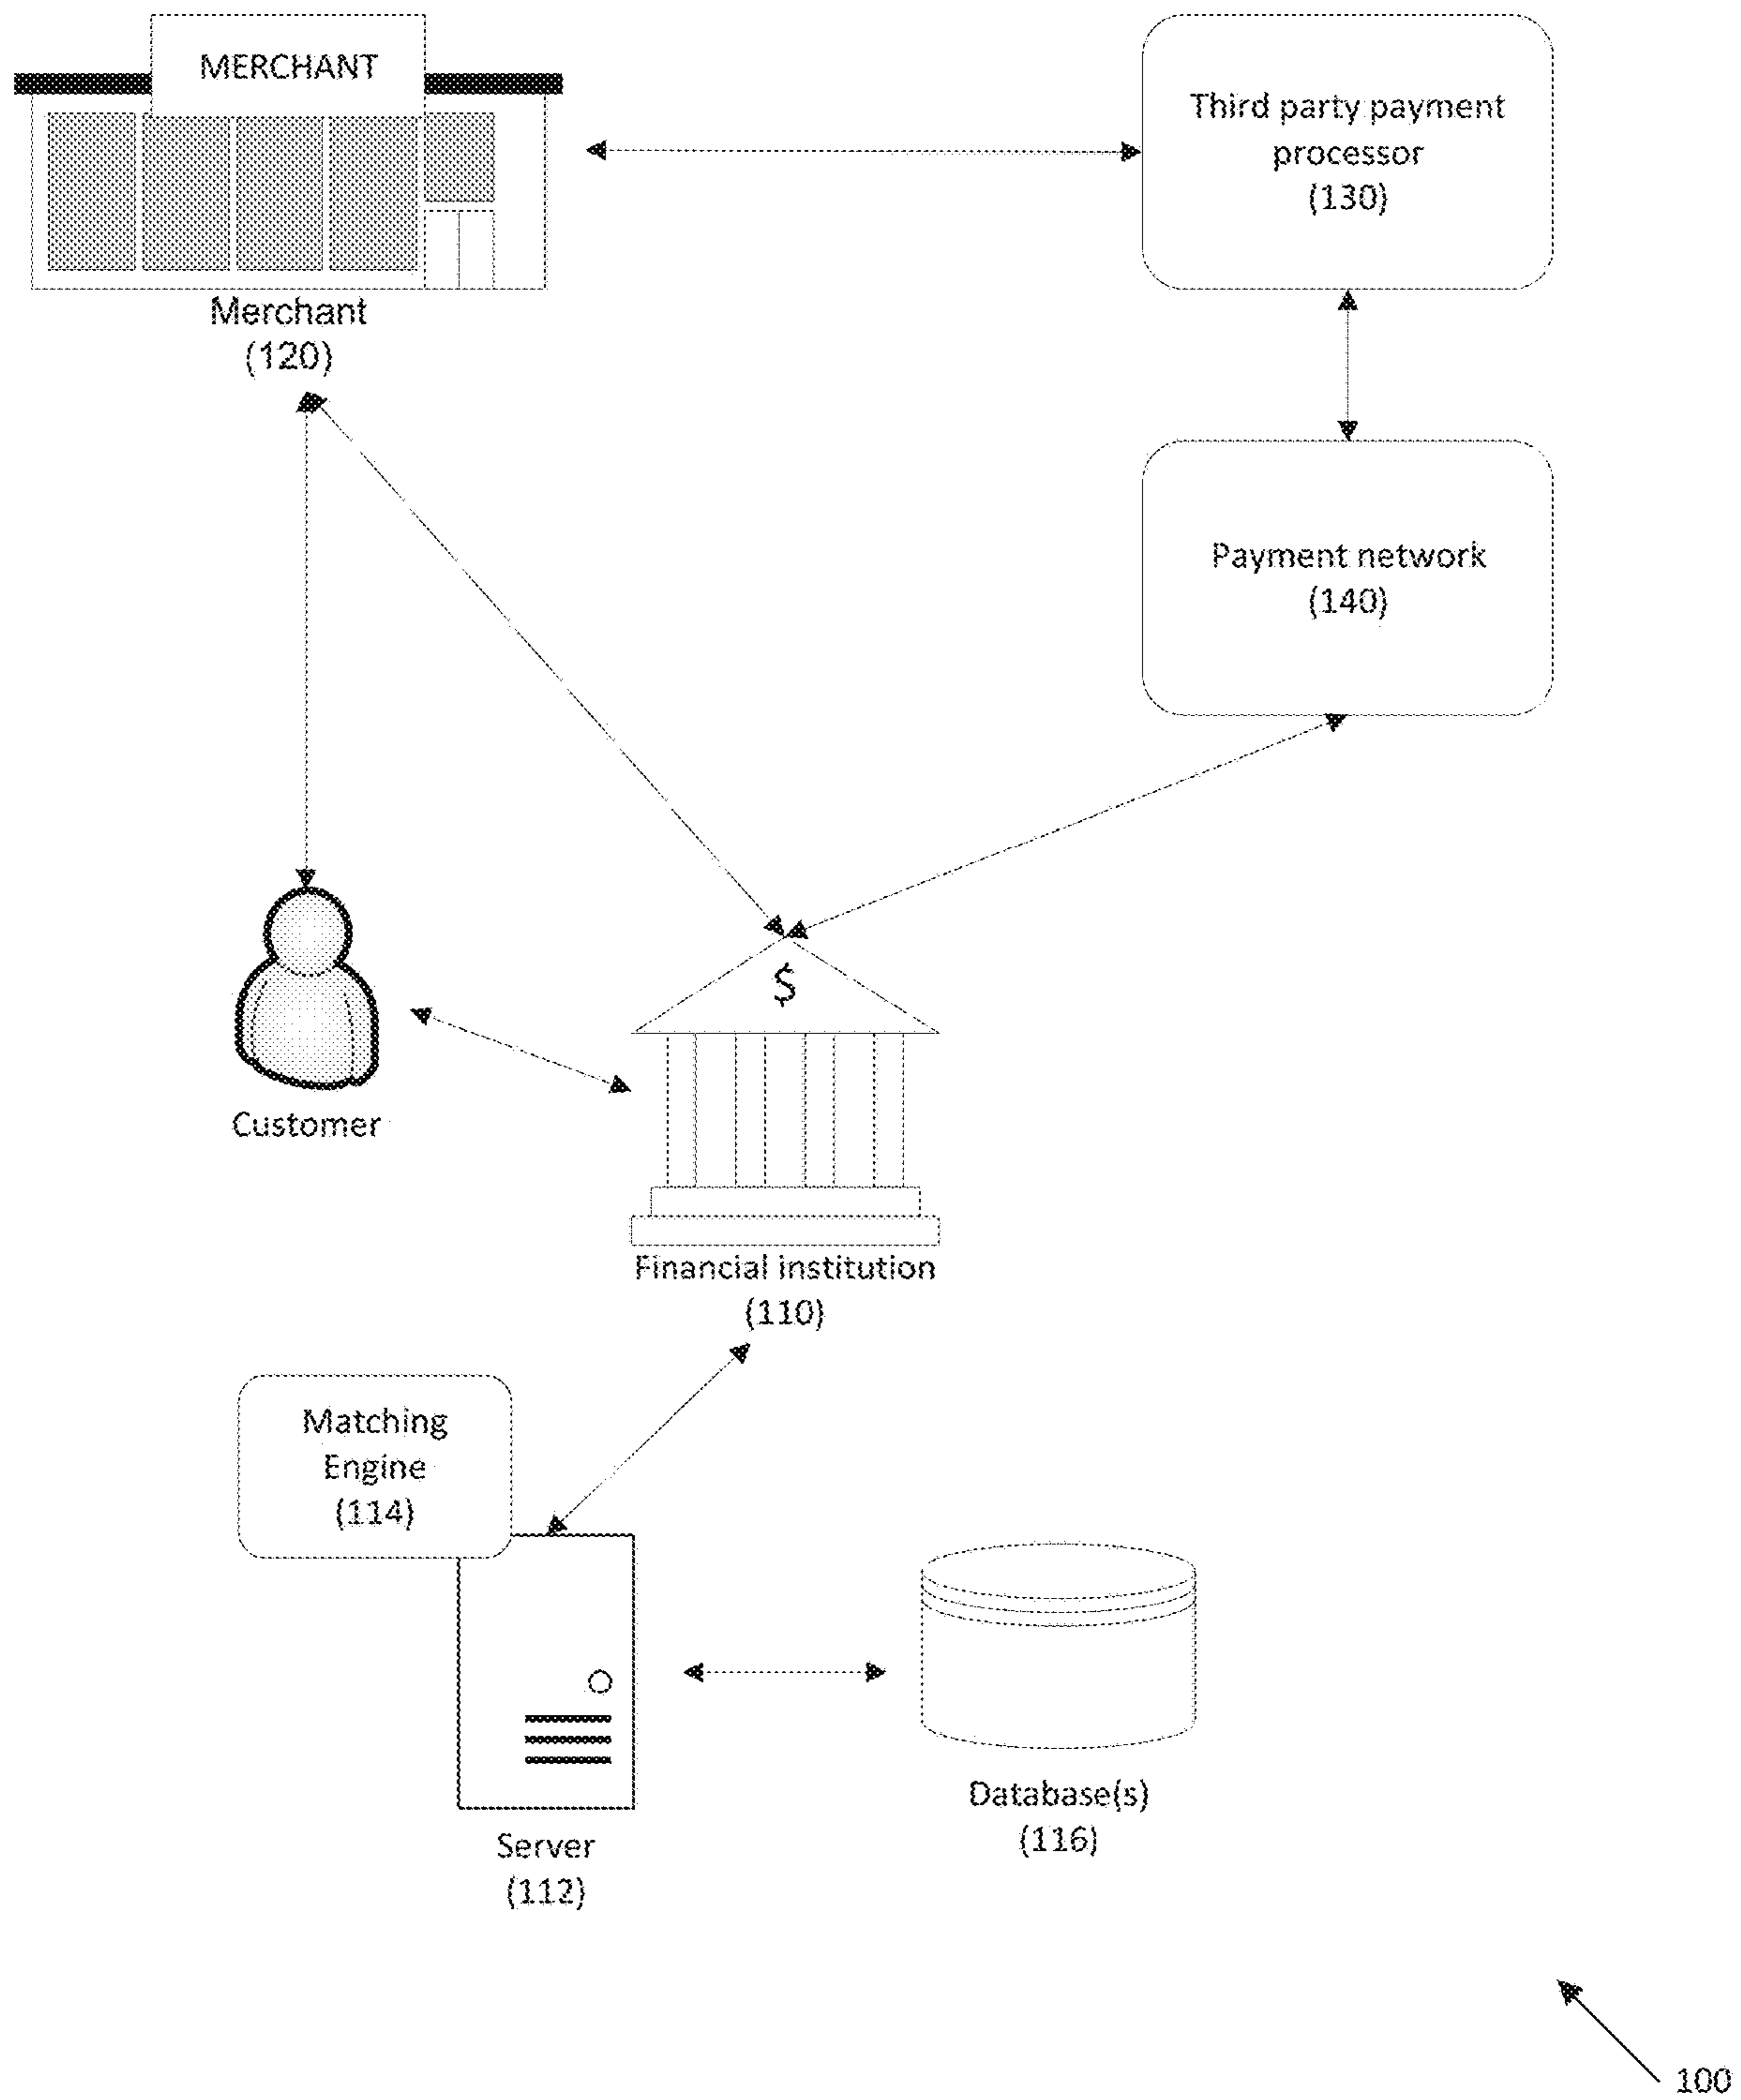 MERCHANT
Merchant
(120)
Third party payment
processor
(130)
Payment network
(140)
Customer
$
Financial institution
(110)
Matching
Engine
(114)
Server
(112)
Database(s)
(116)
100